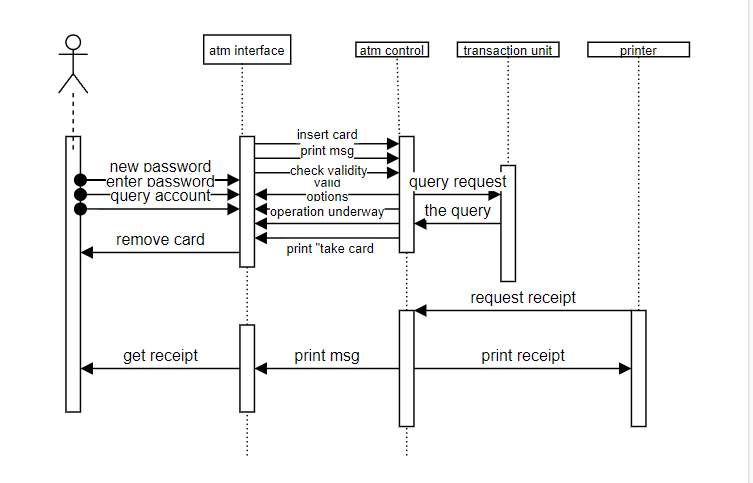 atm interface
atm control
transaction unit
printer
insert card
print msg
check validity
valid
options
operation underway
print "take card
new password
enter password
query account
remove card
query request
the query
request receipt
get receipt
print msg
print receipt